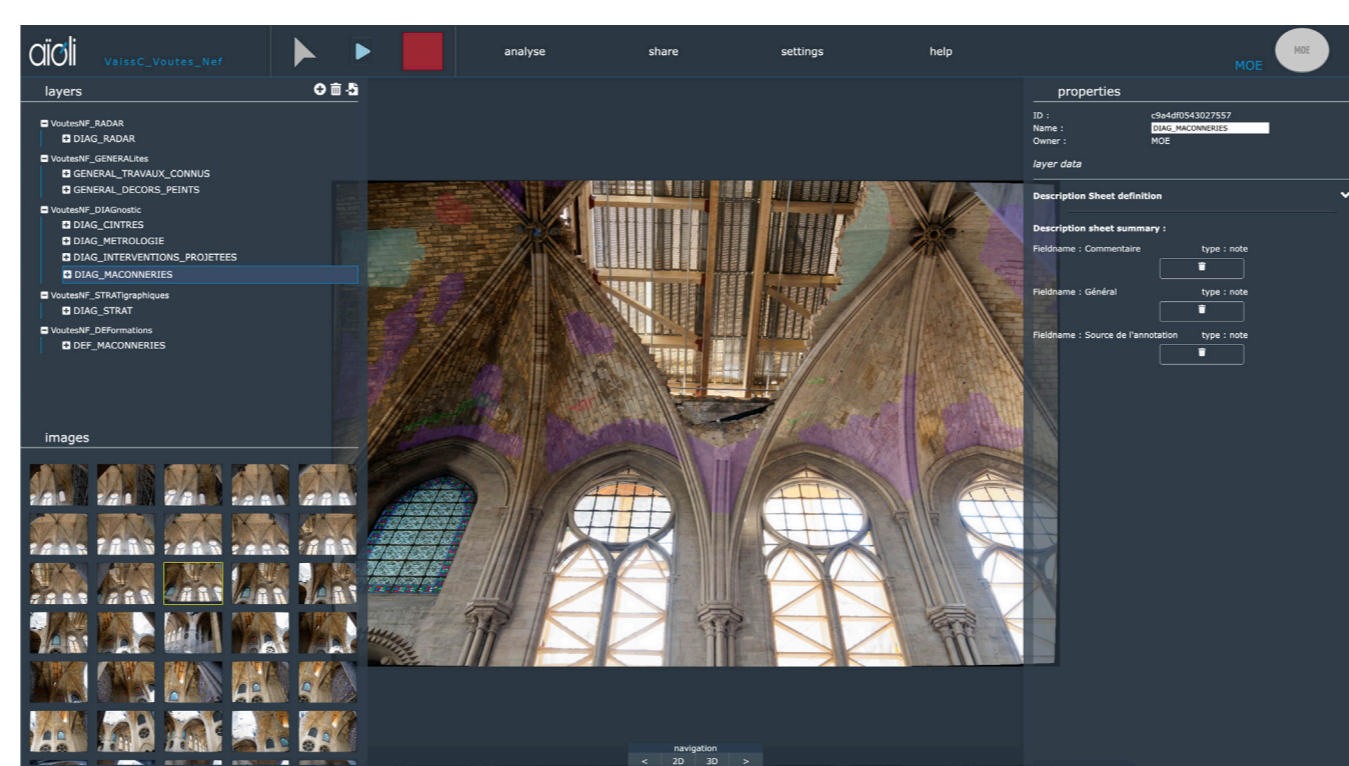 aïoli
VaissC_Voutes_Nef
analyse
share
settings
help
MOE
MOE
layers
VoutesNF_RADAR
DIAG_RADAR
VoutesNF_GENERALites
GENERAL_TRAVAUX_CONNUS
GENERAL_DECORS_PEINTS
VoutesNF_DIAGnostic
DIAG_CINTRES
DIAG_METROLOGIE
DIAG_INTERVENTIONS_PROJETEES
DIAG_MACONNERIES
VoutesNF_STRATigraphiques
DIAG_STRAT
VoutesNF_DEFormations
DEF_MACONNERIES
images
properties
ID : c9a4df0543027557
Name : DIAG_MACONNERIES
Owner : MOE
layer data
Description Sheet definition
Description sheet summary :
Fieldname : Commentaire type : note
Fieldname : Général type : note
Fieldname : Source de l'annotation type : note
navigation
< 2D 3D >